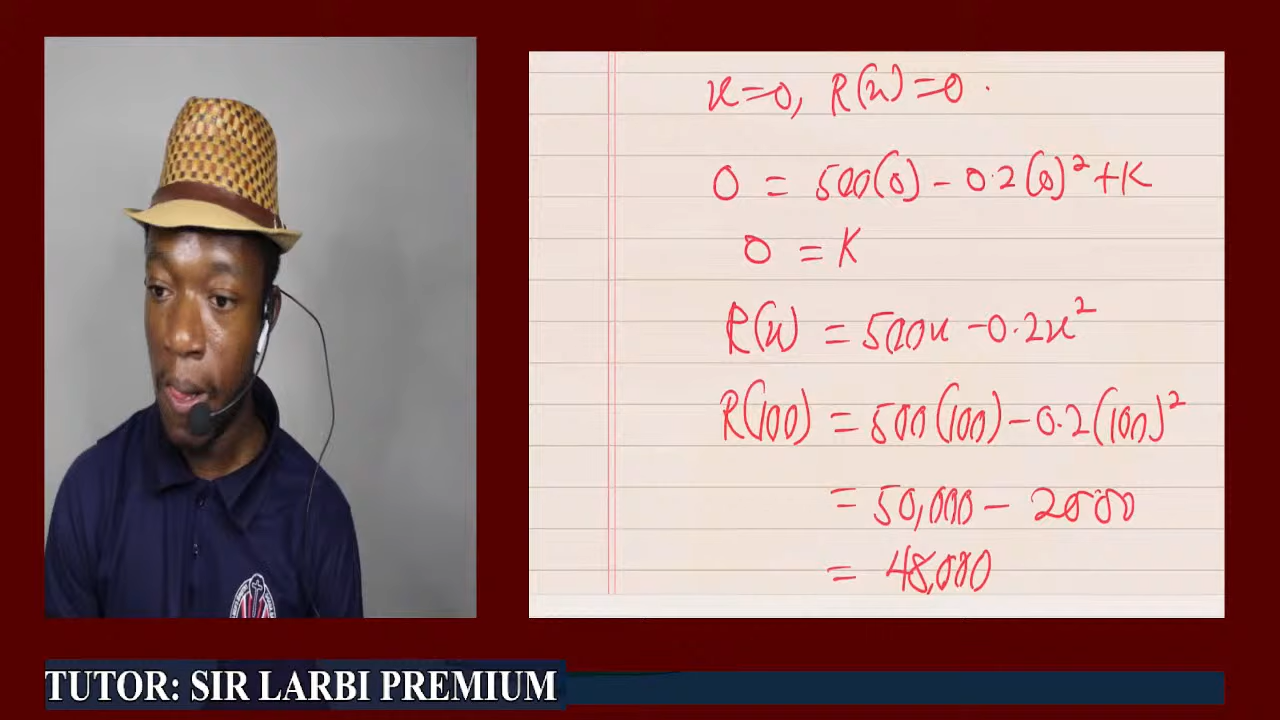 x=0, R(x)=0.
0 = 500(0) - 0.2(0)² + K
0 = K
R(x) = 500x - 0.2x²
R(100) = 500(100) - 0.2(100)²
= 50,000 - 2000
= 48,000
TUTOR: SIR LARBI PREMIUM